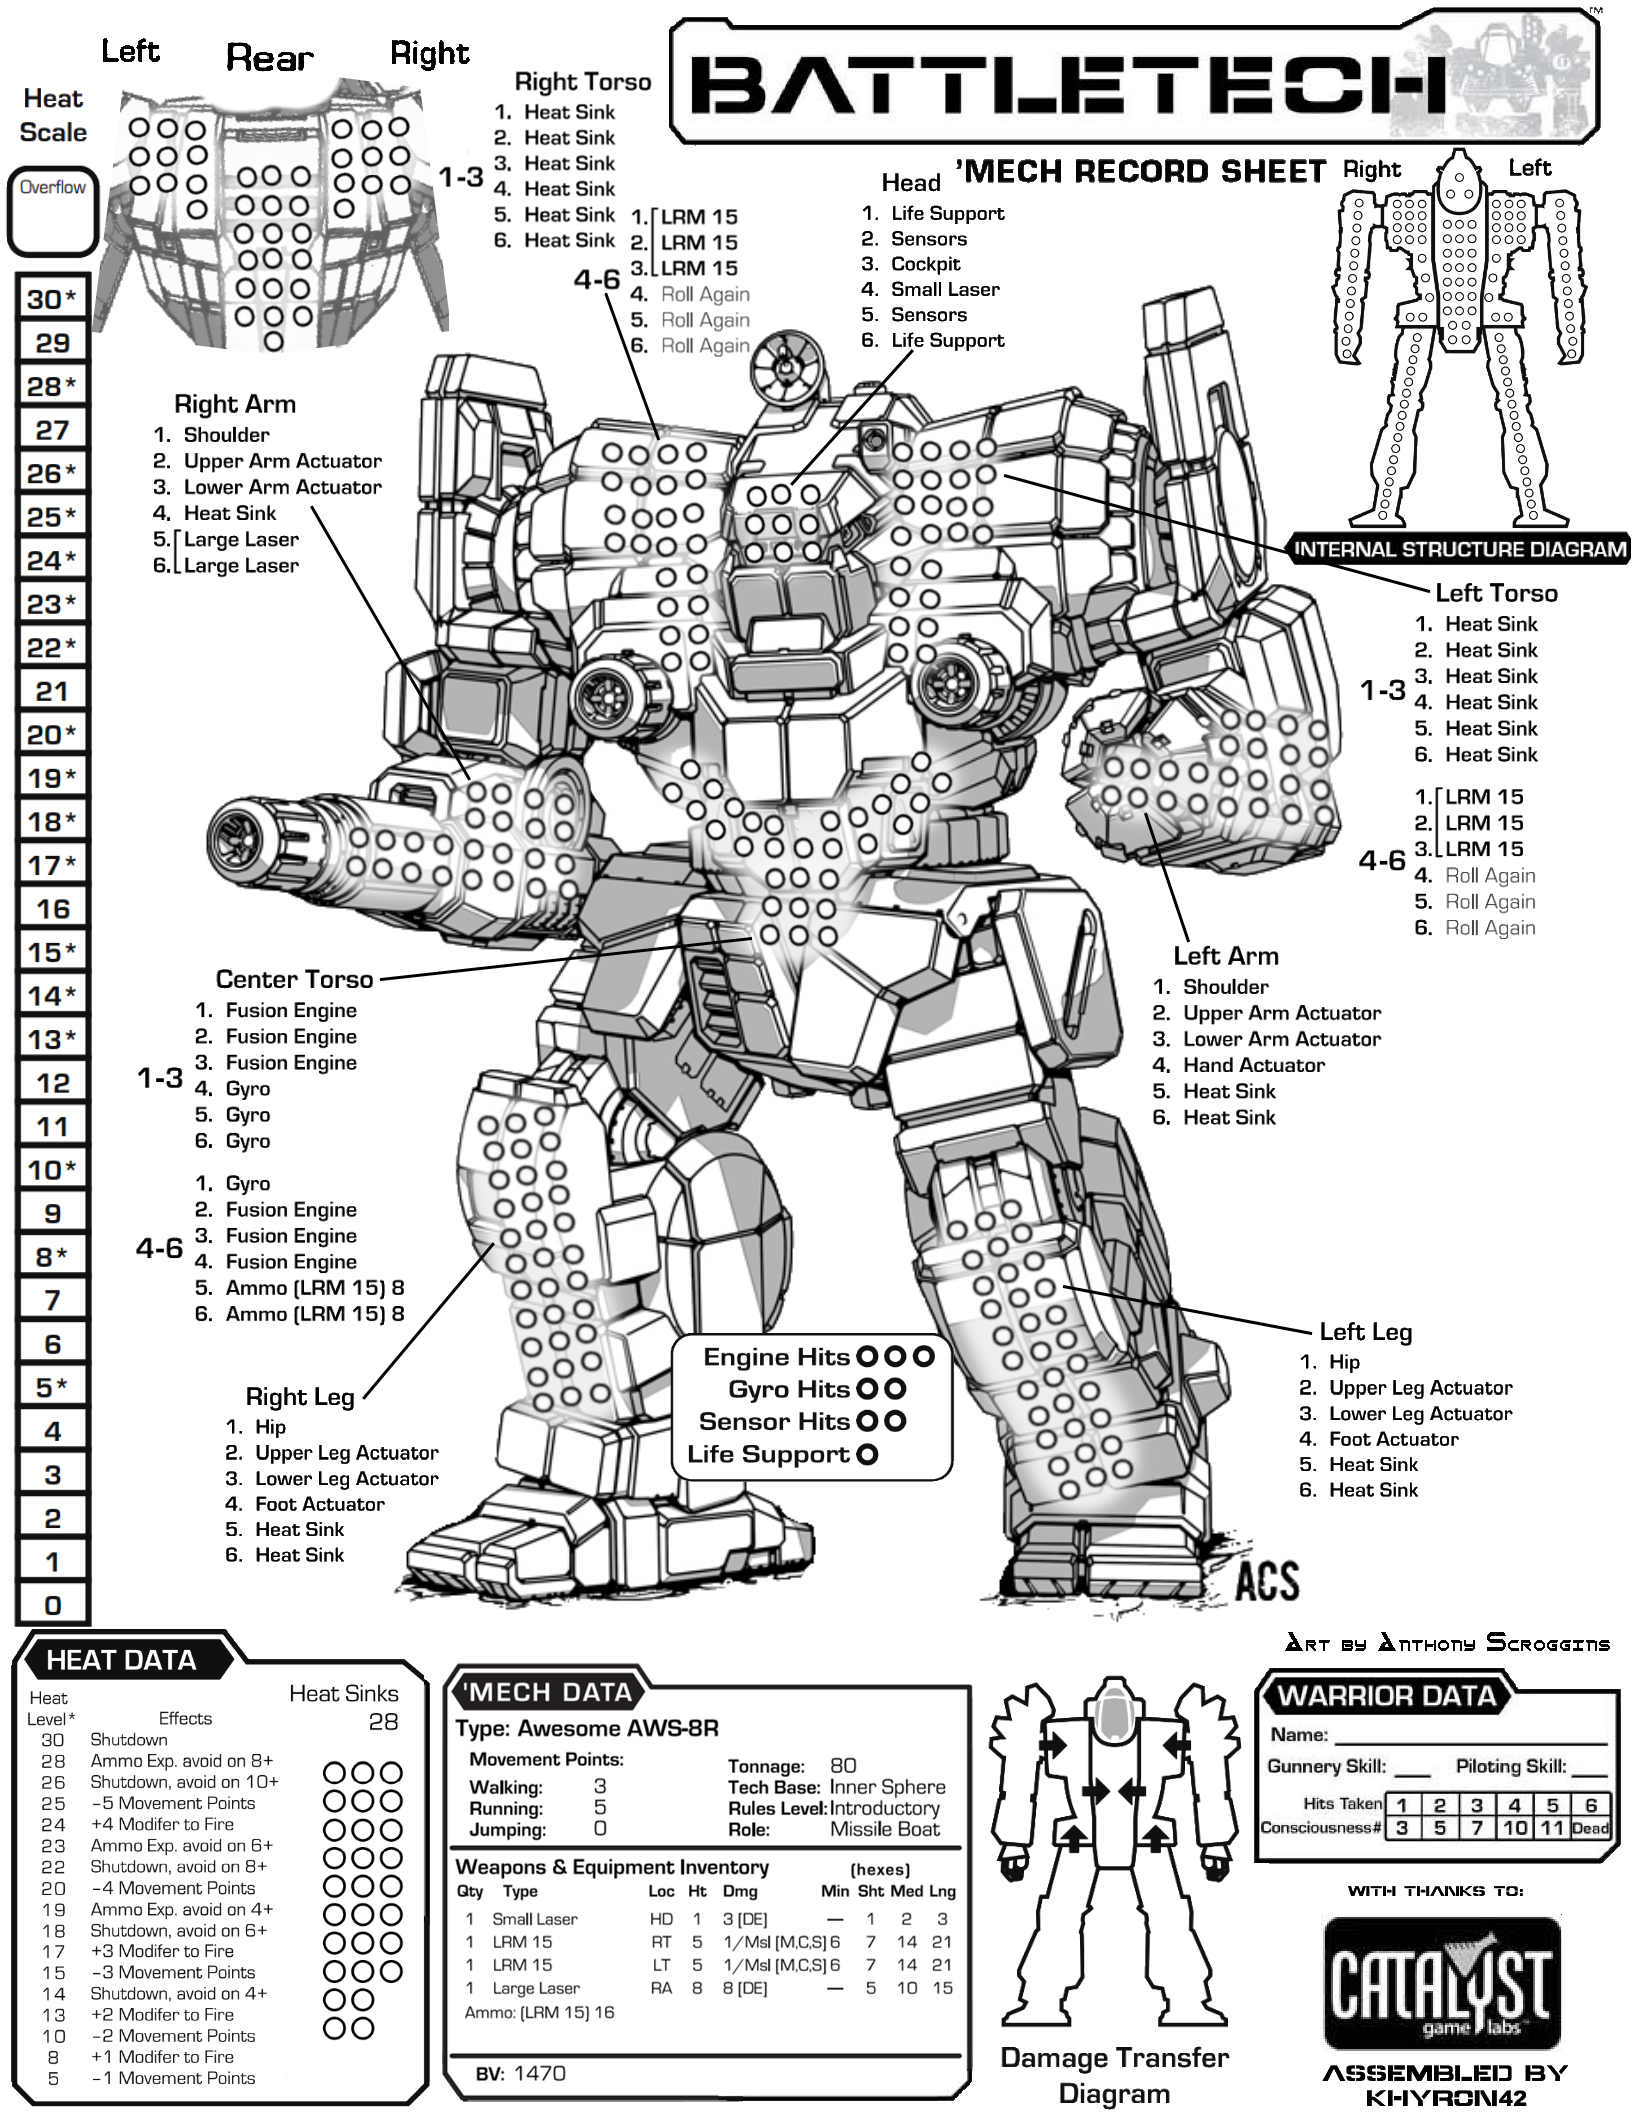 BATTLETECH
TM
'MECH RECORD SHEET
Left
Rear
Right
Heat
Scale
Overflow
30*
29
28*
27
26*
25*
24*
23*
22*
21
20*
19*
18*
17*
16
15*
14*
13*
12
11
10*
9
8*
7
6
5*
4
3
2
1
0
Right Torso
1-3
1. Heat Sink
2. Heat Sink
3. Heat Sink
4. Heat Sink
5. Heat Sink
6. Heat Sink
4-6
1. LRM 15
2. LRM 15
3. LRM 15
4. Roll Again
5. Roll Again
6. Roll Again
Head
1. Life Support
2. Sensors
3. Cockpit
4. Small Laser
5. Sensors
6. Life Support
Right
Left
INTERNAL STRUCTURE DIAGRAM
Right Arm
1. Shoulder
2. Upper Arm Actuator
3. Lower Arm Actuator
4. Heat Sink
5. Large Laser
6. Large Laser
Left Torso
1-3
1. Heat Sink
2. Heat Sink
3. Heat Sink
4. Heat Sink
5. Heat Sink
6. Heat Sink
4-6
1. LRM 15
2. LRM 15
3. LRM 15
4. Roll Again
5. Roll Again
6. Roll Again
Center Torso
1-3
1. Fusion Engine
2. Fusion Engine
3. Fusion Engine
4. Gyro
5. Gyro
6. Gyro
4-6
1. Gyro
2. Fusion Engine
3. Fusion Engine
4. Fusion Engine
5. Ammo (LRM 15) 8
6. Ammo (LRM 15) 8
Left Arm
1. Shoulder
2. Upper Arm Actuator
3. Lower Arm Actuator
4. Hand Actuator
5. Heat Sink
6. Heat Sink
Right Leg
1. Hip
2. Upper Leg Actuator
3. Lower Leg Actuator
4. Foot Actuator
5. Heat Sink
6. Heat Sink
Engine Hits
Gyro Hits
Sensor Hits
Life Support
Left Leg
1. Hip
2. Upper Leg Actuator
3. Lower Leg Actuator
4. Foot Actuator
5. Heat Sink
6. Heat Sink
ACS
Art by Anthony Scroggins
HEAT DATA
Heat Level* Effects
Heat Sinks
28
30 Shutdown
28 Ammo Exp. avoid on 8+
26 Shutdown, avoid on 10+
25 -5 Movement Points
24 +4 Modifer to Fire
23 Ammo Exp. avoid on 6+
22 Shutdown, avoid on 8+
20 -4 Movement Points
19 Ammo Exp. avoid on 4+
18 Shutdown, avoid on 6+
17 +3 Modifer to Fire
15 -3 Movement Points
14 Shutdown, avoid on 4+
13 +2 Modifer to Fire
10 -2 Movement Points
8 +1 Modifer to Fire
5 -1 Movement Points
'MECH DATA
Type: Awesome AWS-8R
Movement Points:
Walking: 3
Running: 5
Jumping: 0
Tonnage: 80
Tech Base: Inner Sphere
Rules Level: Introductory
Role: Missile Boat
Weapons & Equipment Inventory (hexes)
Qty Type Loc Ht Dmg Min Sht Med Lng
1 Small Laser HD 1 3 [DE] — 1 2 3
1 LRM 15 RT 5 1/Msl [M,C,S] 6 7 14 21
1 LRM 15 LT 5 1/Msl [M,C,S] 6 7 14 21
1 Large Laser RA 8 8 [DE] — 5 10 15
Ammo: (LRM 15) 16
BV: 1470
Damage Transfer
Diagram
WARRIOR DATA
Name:
Gunnery Skill: Piloting Skill:
Hits Taken 1 2 3 4 5 6
Consciousness# 3 5 7 10 11 Dead
WITH THANKS TO:
CATALYST
game labs
ASSEMBLED BY
KHYRON42